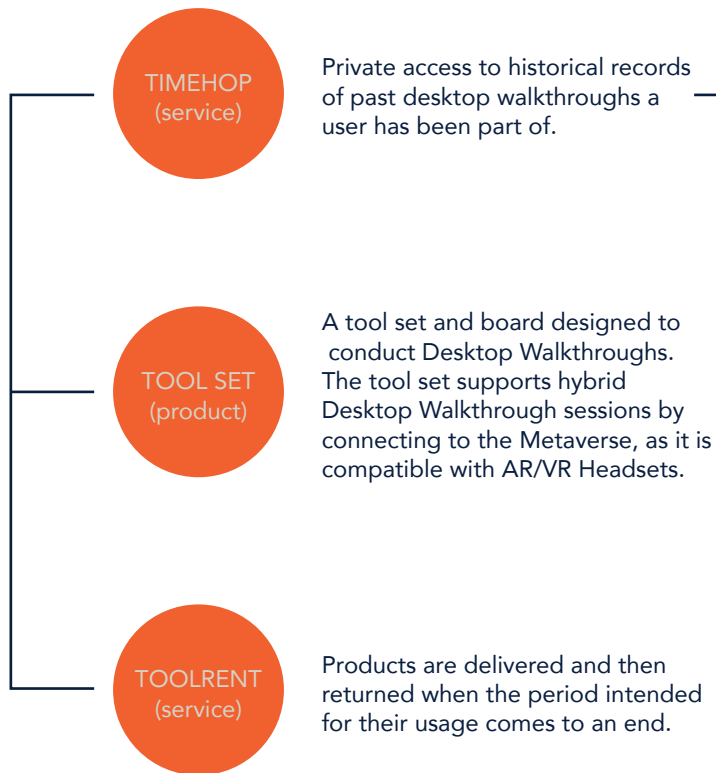 TIMEHOP
(service)
Private access to historical records
of past desktop walkthroughs a
user has been part of.
TOOL SET
(product)
A tool set and board designed to
conduct Desktop Walkthroughs.
The tool set supports hybrid
Desktop Walkthrough sessions by
connecting to the Metaverse, as it is
compatible with AR/VR Headsets.
TOOLRENT
(service)
Products are delivered and then
returned when the period intended
for their usage comes to an end.